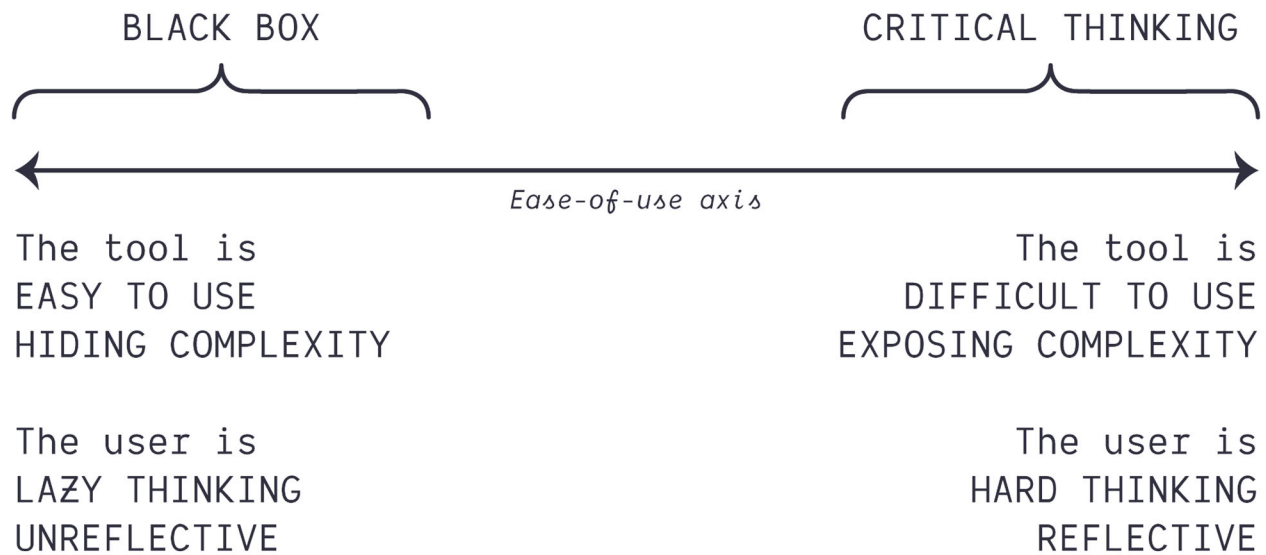 BLACK BOX
CRITICAL THINKING
Ease-of-use axis
The tool is
EASY TO USE
HIDING COMPLEXITY
The tool is
DIFFICULT TO USE
EXPOSING COMPLEXITY
The user is
LAZY THINKING
UNREFLECTIVE
The user is
HARD THINKING
REFLECTIVE